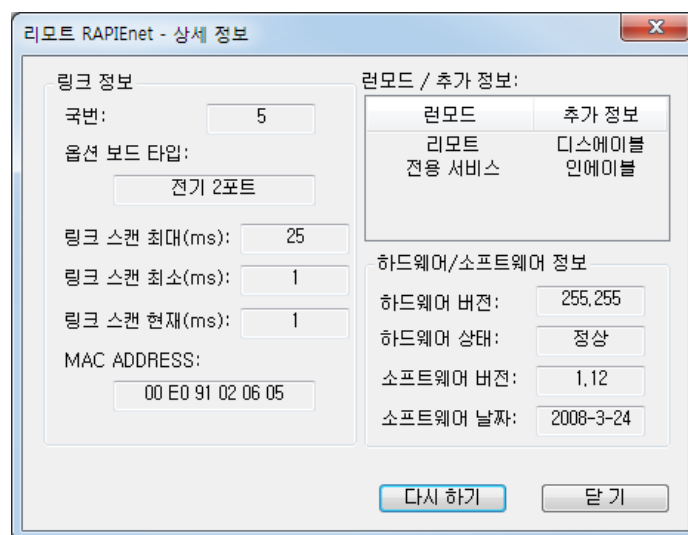 리모트 RAPIEnet - 상세 정보
링크 정보
국번: 5
옵션 보드 타입:
전기 2포트
링크 스캔 최대(ms): 25
링크 스캔 최소(ms): 1
링크 스캔 현재(ms): 1
MAC ADDRESS:
00 E0 91 02 06 05
런모드 / 추가 정보:
런모드 추가 정보
리모트 디스에이블
전용 서비스 인에이블
하드웨어/소프트웨어 정보
하드웨어 버전: 255.255
하드웨어 상태: 정상
소프트웨어 버전: 1.12
소프트웨어 날짜: 2008-3-24
다시 하기
닫 기